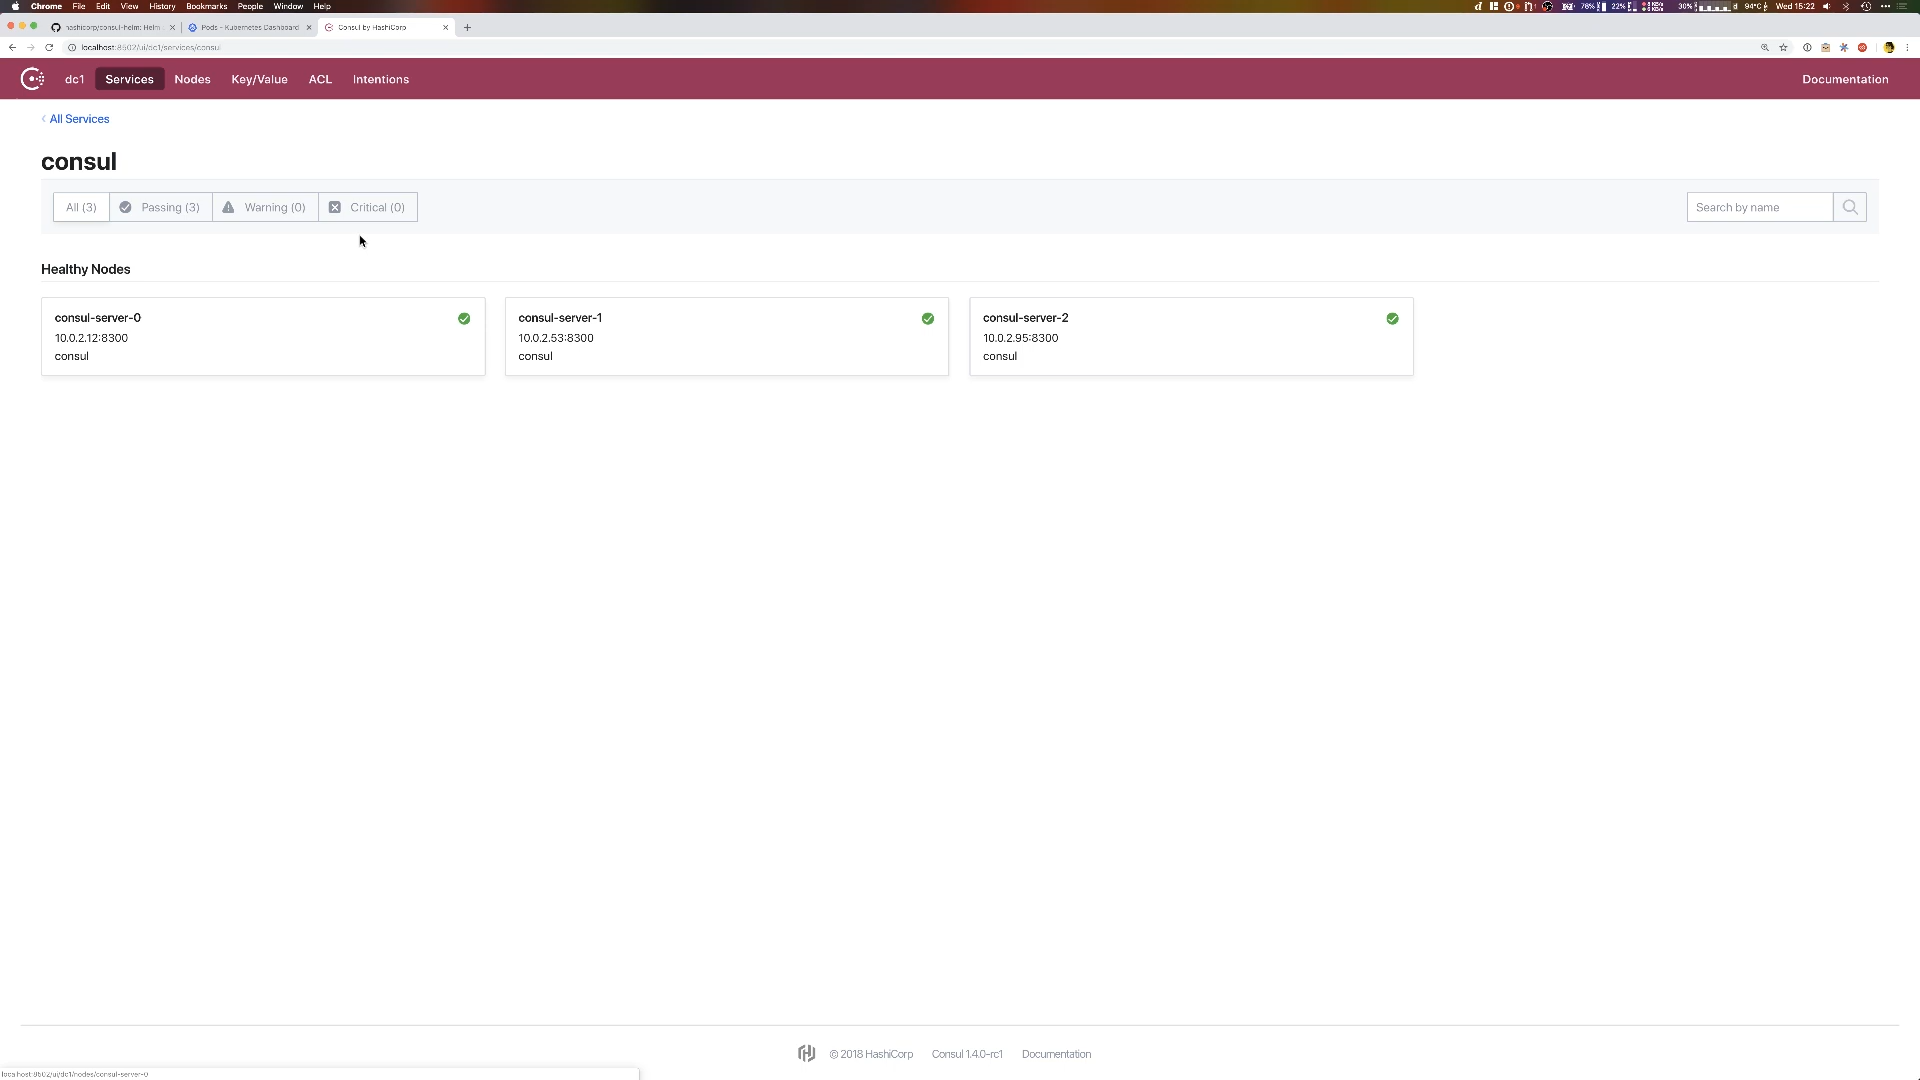 Chrome File Edit View History Bookmarks People Window Help
76% 22% 30% 94°C Wed 15:22
hashicorp/consul-helm: Helm
Pods - Kubernetes Dashboard
Consul by HashiCorp
localhost:8502/ui/dc1/services/consul
dc1 Services Nodes Key/Value ACL Intentions Documentation
All Services
consul
All (3) Passing (3) Warning (0) Critical (0) Search by name
Healthy Nodes
consul-server-0
10.0.2.12:8300
consul
consul-server-1
10.0.2.53:8300
consul
consul-server-2
10.0.2.95:8300
consul
© 2018 HashiCorp Consul 1.4.0-rc1 Documentation
localhost:8502/ui/dc1/nodes/consul-server-0